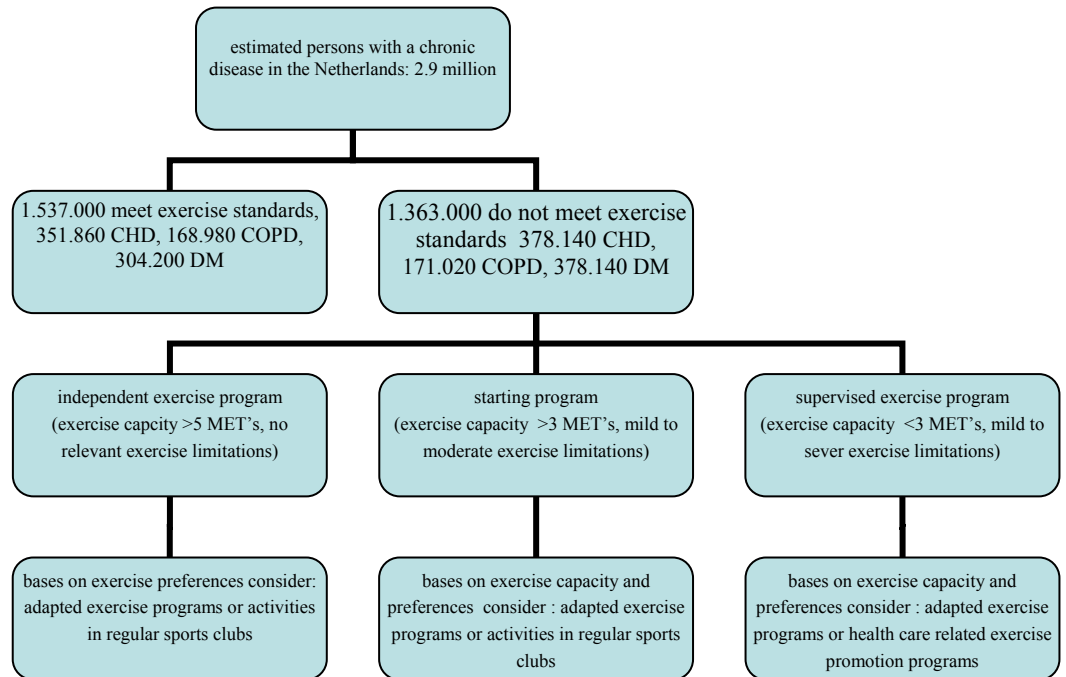 estimated persons with a chronic
disease in the Netherlands: 2.9 million
1.537.000 meet exercise standards,
351.860 CHD, 168.980 COPD,
304.200 DM
1.363.000 do not meet exercise
standards 378.140 CHD,
171.020 COPD, 378.140 DM
independent exercise program
(exercise capcity >5 MET’s, no
relevant exercise limitations)
starting program
(exercise capacity >3 MET’s, mild to
moderate exercise limitations)
supervised exercise program
(exercise capacity <3 MET’s, mild to
sever exercise limitations)
bases on exercise preferences consider:
adapted exercise programs or activities
in regular sports clubs
bases on exercise capacity and
preferences consider : adapted exercise
programs or activities in regular sports
clubs
bases on exercise capacity and
preferences consider : adapted exercise
programs or health care related exercise
promotion programs